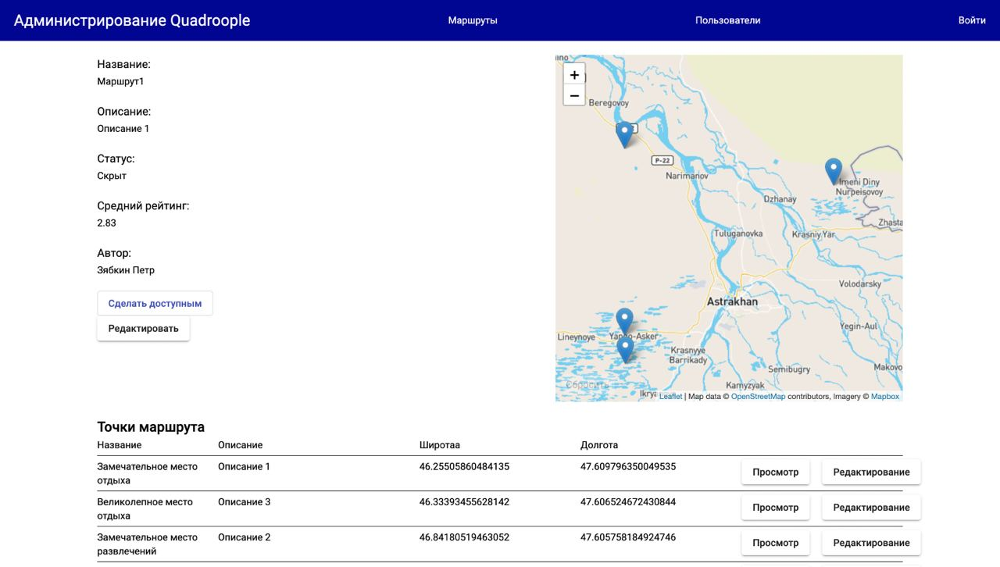 Администрирование Quadroople
Маршруты
Пользователи
Войти
Название:
Маршрут1
Описание:
Описание 1
Статус:
Скрыт
Средний рейтинг:
2.83
Автор:
Зябкин Петр
Сделать доступным
Редактировать
ino
+
−
Beregovoy
P-22
Narimanov
Imeni Diny
Nurpeisovoy
Dzhanay
Zhasta
Tuluganovka
Krasniy Yar
Volodarsky
Astrakhan
Yegin-Aul
Lineynoye
Yango-Asker
Krasnyye
Barrikady
Semibugry
Makovo
Сбросить
Kamyzyak
Ikrya
Leaflet | Map data © OpenStreetMap contributors, Imagery © Mapbox
Точки маршрута
Название Описание Широтаа Долгота
Замечательное место
отдыха
Описание 1 46.25505860484135 47.609796350049535 Просмотр Редактирование
Великолепное место
отдыха
Описание 3 46.33393455628142 47.606524672430844 Просмотр Редактирование
Замечательное место
развлечений
Описание 2 46.84180519463052 47.605758184924746 Просмотр Редактирование